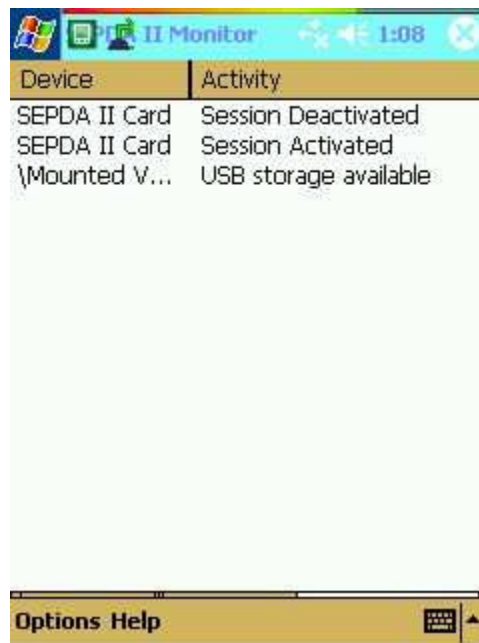 II Monitor 1:08
Device Activity
SEPDA II Card Session Deactivated
SEPDA II Card Session Activated
\Mounted V... USB storage available
Options Help